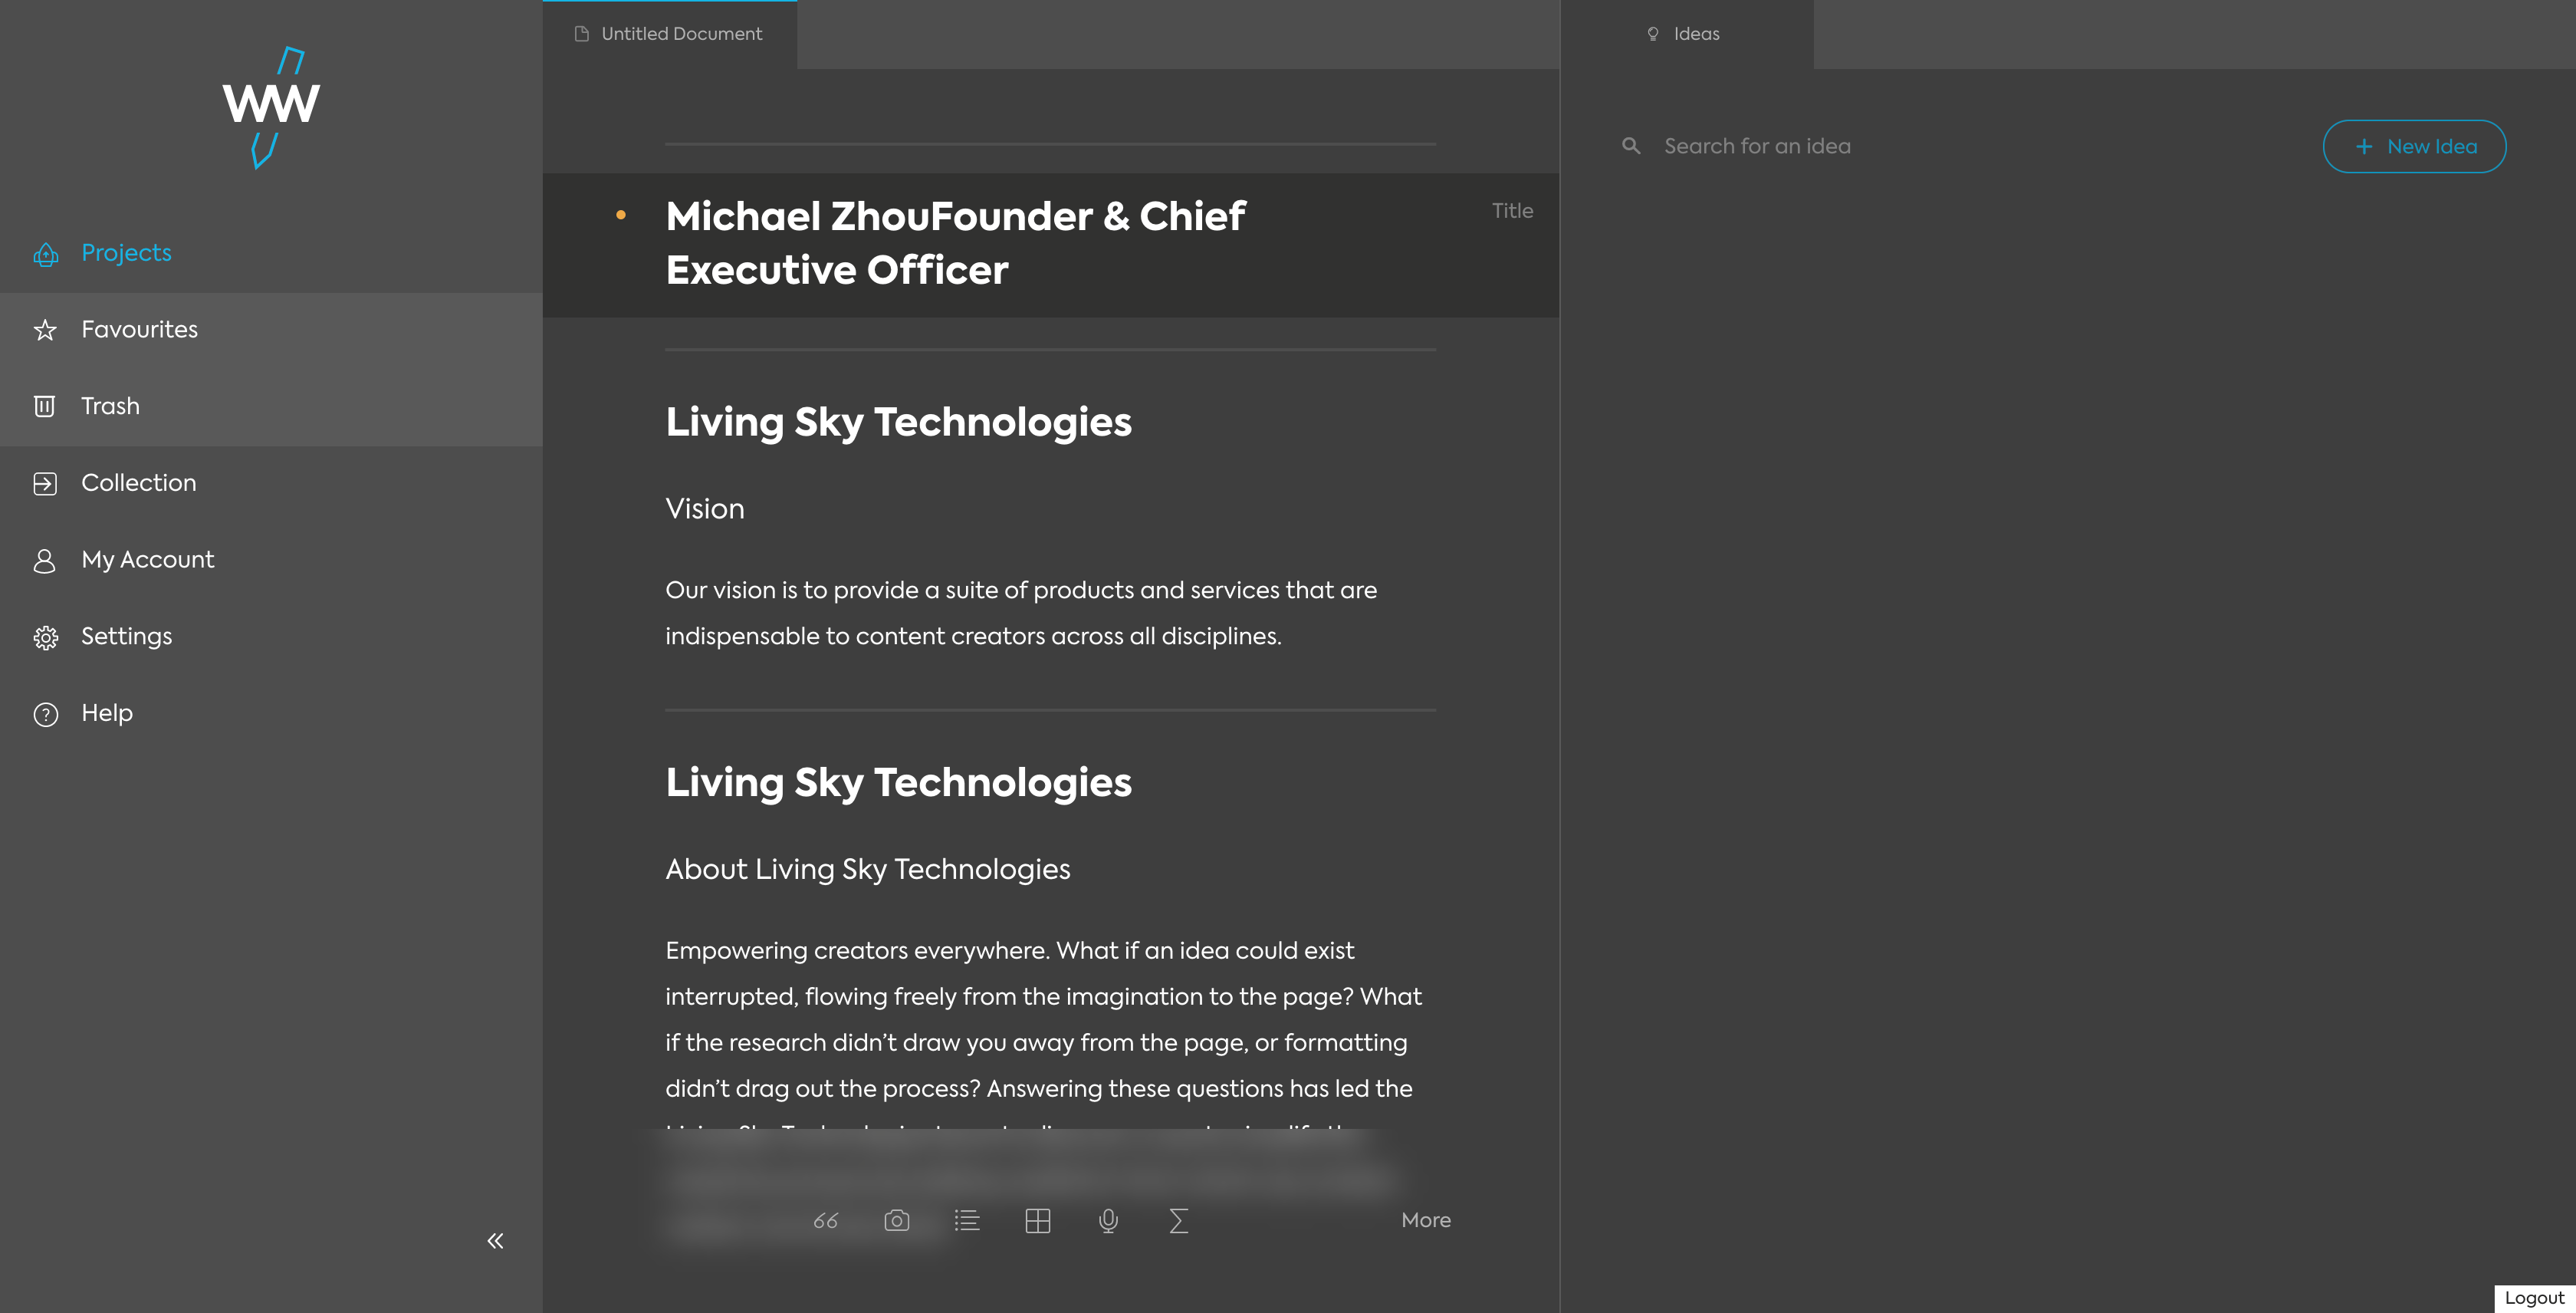 WW
Projects
Favourites
Trash
Collection
My Account
Settings
Help
Untitled Document
Michael ZhouFounder & Chief
Executive Officer
Title
Living Sky Technologies
Vision
Our vision is to provide a suite of products and services that are
indispensable to content creators across all disciplines.
Living Sky Technologies
About Living Sky Technologies
Empowering creators everywhere. What if an idea could exist
interrupted, flowing freely from the imagination to the page? What
if the research didn’t draw you away from the page, or formatting
didn’t drag out the process? Answering these questions has led the
More
Ideas
Search for an idea
+ New Idea
Logout